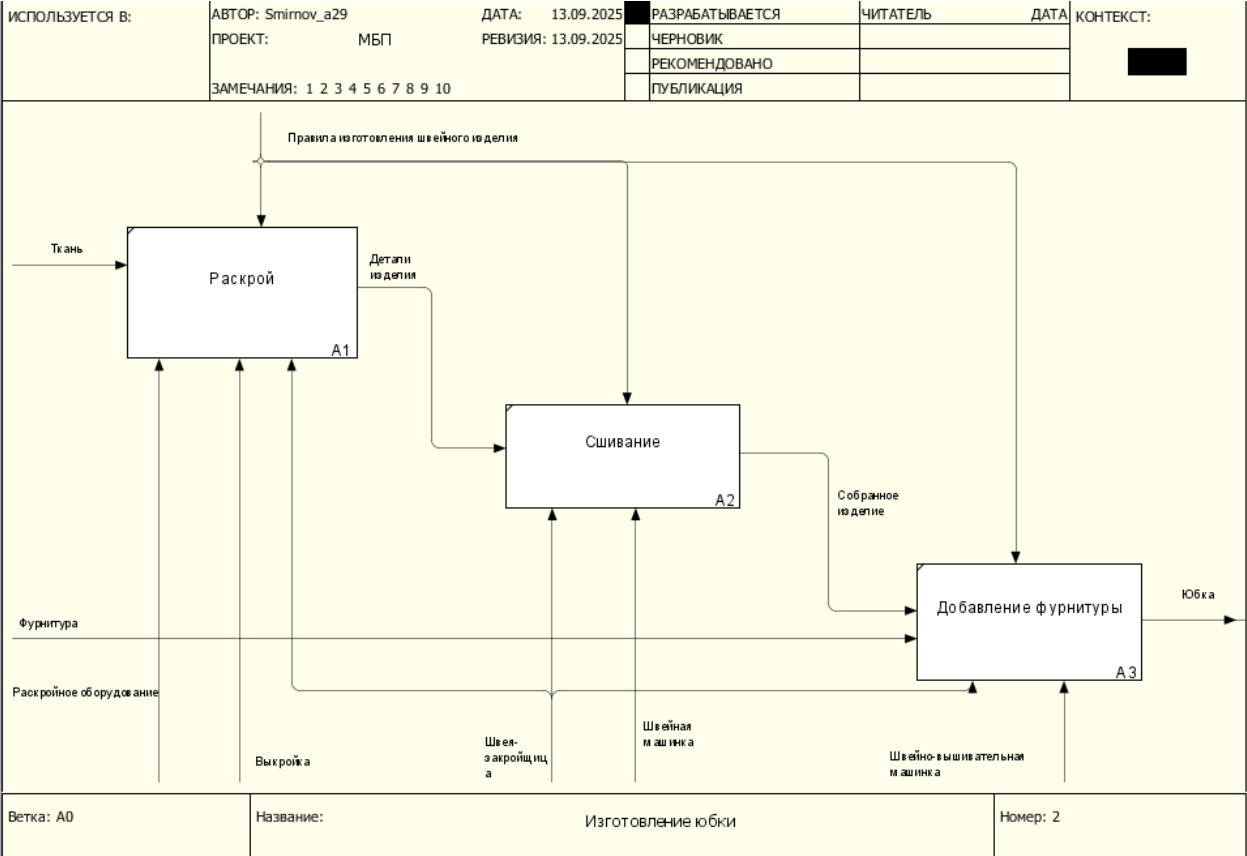 ИСПОЛЬЗУЕТСЯ В:
АВТОР: Smirnov_a29
ДАТА: 13.09.2025
ПРОЕКТ: МБП
РЕВИЗИЯ: 13.09.2025
ЗАМЕЧАНИЯ: 1 2 3 4 5 6 7 8 9 10
РАЗРАБАТЫВАЕТСЯ
ЧЕРНОВИК
РЕКОМЕНДОВАНО
ПУБЛИКАЦИЯ
ЧИТАТЕЛЬ
ДАТА
КОНТЕКСТ:
Правила изготовления швейного изделия
Ткань
Раскрой
A1
Детали
изделия
Сшивание
A2
Собранное
изделие
Добавление фурнитуры
A3
Юбка
Фурнитура
Раскройное оборудование
Выкройка
Швея-
закройщиц
а
Швейная
машинка
Швейно-вышивательная
машинка
Ветка: A0
Название:
Изготовление юбки
Номер: 2